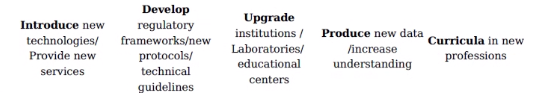 Introduce new
technologies/
Provide new
services
Develop
regulatory
frameworks/new
protocols/
technical
guidelines
Upgrade
institutions /
Laboratories/
educational
centers
Produce new data
/increase
understanding
Curricula in new
professions